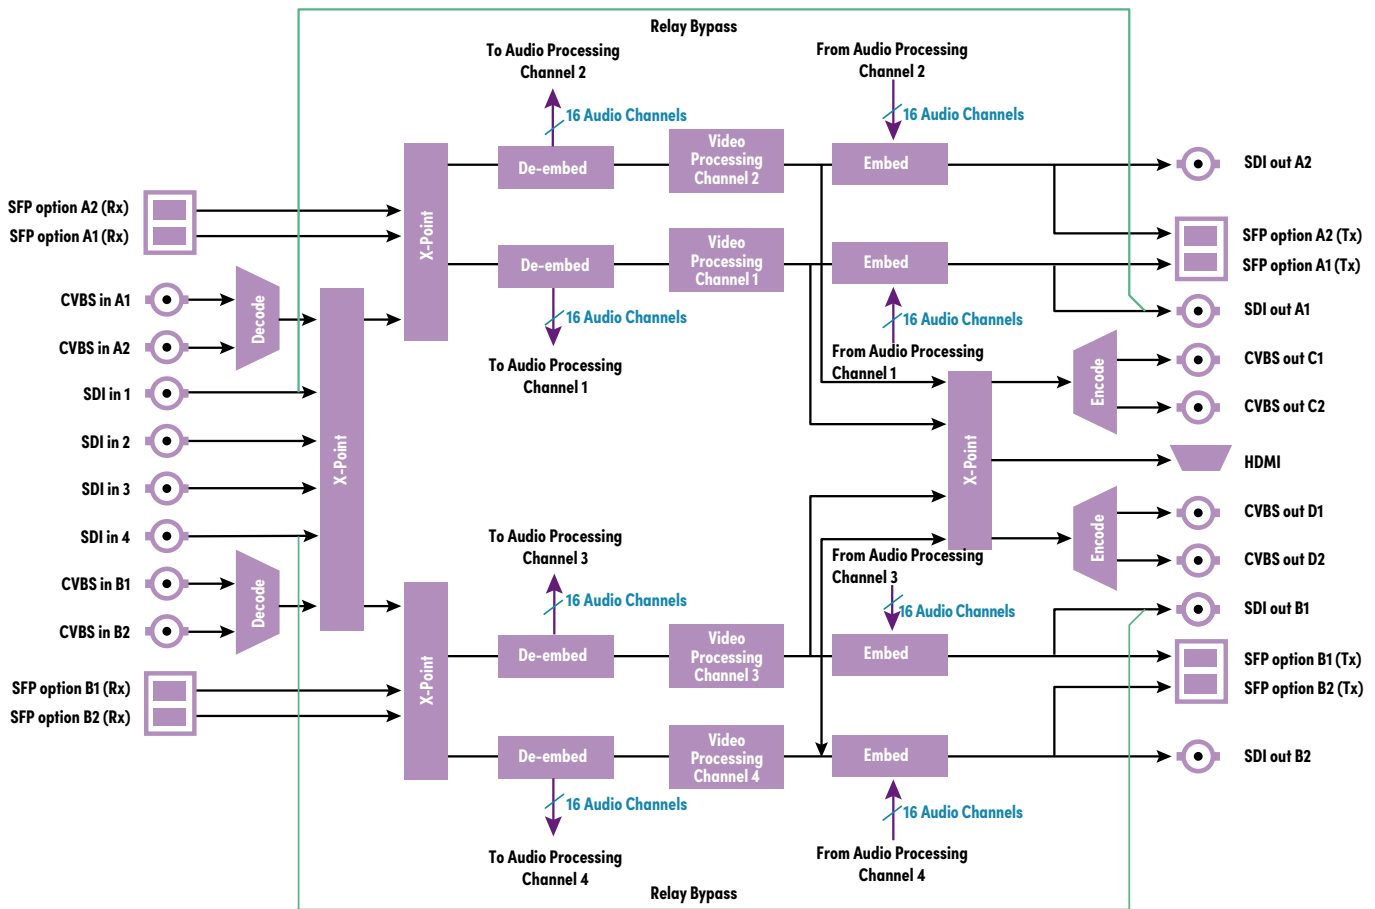 Relay Bypass
To Audio Processing
Channel 2
From Audio Processing
Channel 2
16 Audio Channels
16 Audio Channels
De-embed
Video
Processing
Channel 2
Embed
SDI out A2
SFP option A2 (Rx)
SFP option A1 (Rx)
X-Point
De-embed
Video
Processing
Channel 1
Embed
SFP option A2 (Tx)
SFP option A1 (Tx)
CVBS in A1
CVBS in A2
Decode
16 Audio Channels
16 Audio Channels
SDI out A1
To Audio Processing
Channel 1
From Audio Processing
Channel 1
Encode
CVBS out C1
CVBS out C2
SDI in 1
SDI in 2
SDI in 3
SDI in 4
X-Point
X-Point
HDMI
Encode
CVBS out D1
CVBS out D2
To Audio Processing
Channel 3
From Audio Processing
Channel 3
CVBS in B1
CVBS in B2
Decode
16 Audio Channels
16 Audio Channels
SDI out B1
X-Point
De-embed
Video
Processing
Channel 3
Embed
SFP option B1 (Tx)
SFP option B2 (Tx)
SFP option B1 (Rx)
SFP option B2 (Rx)
De-embed
Video
Processing
Channel 4
Embed
SDI out B2
16 Audio Channels
16 Audio Channels
To Audio Processing
Channel 4
From Audio Processing
Channel 4
Relay Bypass